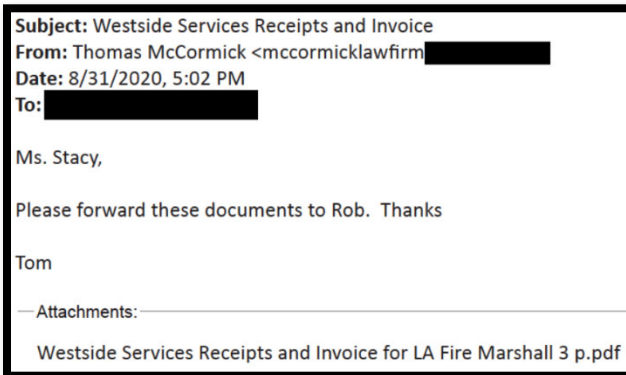 Subject: Westside Services Receipts and Invoice
From: Thomas McCormick <mccormicklawfirm
Date: 8/31/2020, 5:02 PM
To:
Ms. Stacy,
Please forward these documents to Rob.  Thanks
Tom
Attachments:
Westside Services Receipts and Invoice for LA Fire Marshall 3 p.pdf